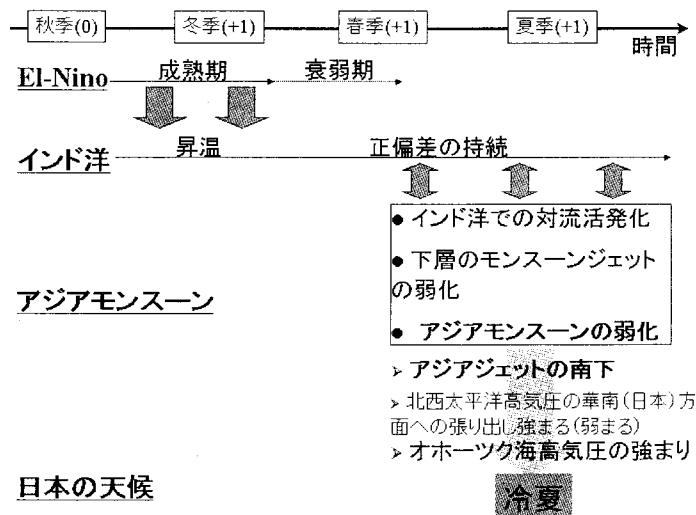 秋季(0) 冬季(+1) 春季(+1) 夏季(+1)
時間
El-Nino 成熟期 衰弱期
インド洋 昇温 正偏差の持続
● インド洋での対流活発化
● 下層のモンスーンジェット
の弱化
アジアモンスーン
● アジアモンスーンの弱化
➢ アジアジェットの南下
➢ 北西太平洋高気圧の華南(日本)方
面への張り出し強まる(弱まる)
➢ オホーツク海高気圧の強まり
日本の天候 冷夏